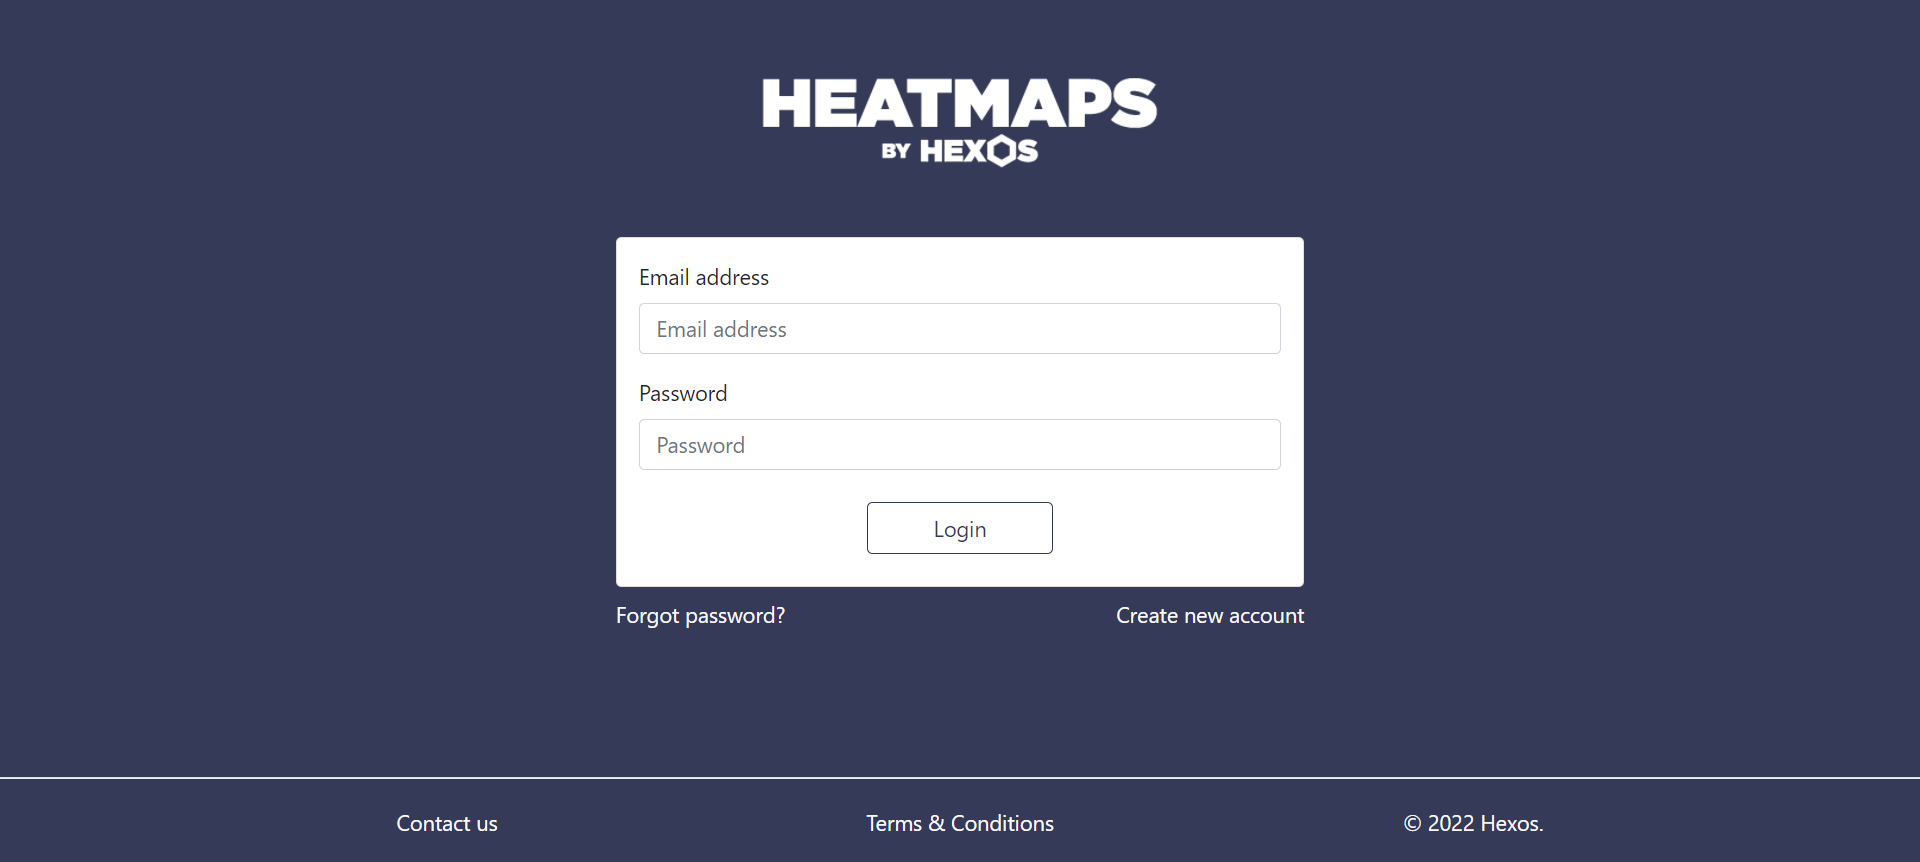 HEATMAPS
BY HEXOS
Email address
Email address
Password
Password
Login
Forgot password?
Create new account
Contact us
Terms & Conditions
© 2022 Hexos.